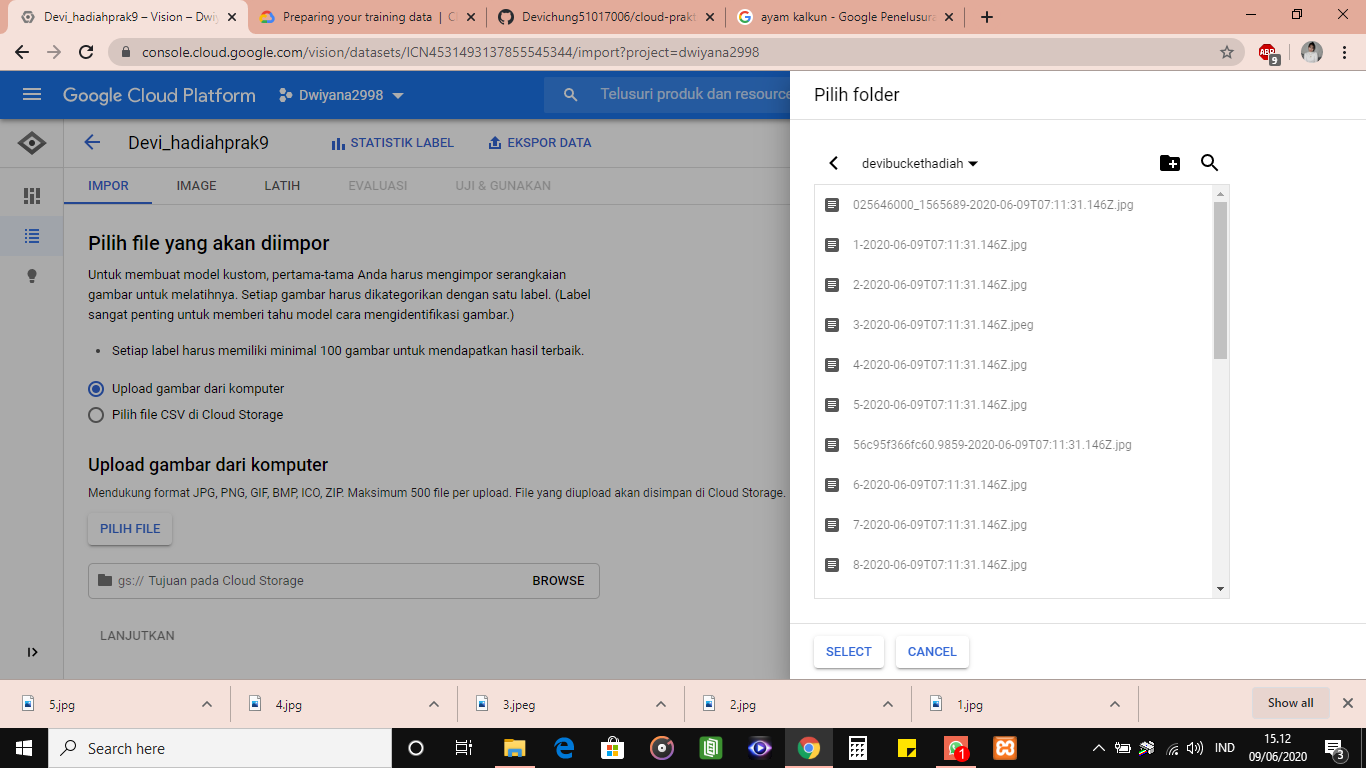 Devi_hadiahprak9 – Vision – Dwiy
Preparing your training data | Cl
Devichung51017006/cloud-prakt
ayam kalkun - Google Penelusura
console.cloud.google.com/vision/datasets/ICN4531493137855545344/import?project=dwiyana2998
ABP
9
Google Cloud Platform
Dwiyana2998
Telusuri produk dan resource
Devi_hadiahprak9
STATISTIK LABEL
EKSPOR DATA
IMPOR
IMAGE
LATIH
EVALUASI
UJI & GUNAKAN
Pilih file yang akan diimpor
Untuk membuat model kustom, pertama-tama Anda harus mengimpor serangkaian
gambar untuk melatihnya. Setiap gambar harus dikategorikan dengan satu label. (Label
sangat penting untuk memberi tahu model cara mengidentifikasi gambar.)
• Setiap label harus memiliki minimal 100 gambar untuk mendapatkan hasil terbaik.
Upload gambar dari komputer
Pilih file CSV di Cloud Storage
Upload gambar dari komputer
Mendukung format JPG, PNG, GIF, BMP, ICO, ZIP. Maksimum 500 file per upload. File yang diupload akan disimpan di Cloud Storage.
PILIH FILE
gs:// Tujuan pada Cloud Storage
BROWSE
LANJUTKAN
Pilih folder
devibuckethadiah
025646000_1565689-2020-06-09T07:11:31.146Z.jpg
1-2020-06-09T07:11:31.146Z.jpg
2-2020-06-09T07:11:31.146Z.jpg
3-2020-06-09T07:11:31.146Z.jpeg
4-2020-06-09T07:11:31.146Z.jpg
5-2020-06-09T07:11:31.146Z.jpg
56c95f366fc60.9859-2020-06-09T07:11:31.146Z.jpg
6-2020-06-09T07:11:31.146Z.jpg
7-2020-06-09T07:11:31.146Z.jpg
8-2020-06-09T07:11:31.146Z.jpg
SELECT
CANCEL
5.jpg
4.jpg
3.jpeg
2.jpg
1.jpg
Show all
Search here
1
IND
15.12
09/06/2020
3